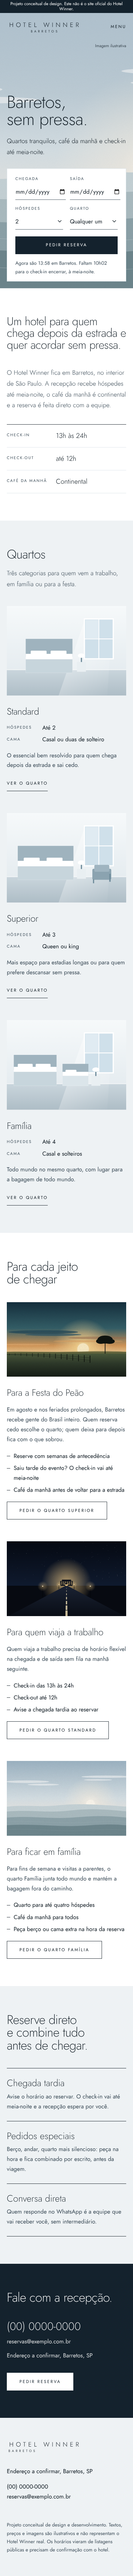 Projeto conceitual de design. Este não é o site oficial do Hotel
Winner.
HOTEL WINNER
BARRETOS
MENU
Imagem ilustrativa
Barretos,
sem pressa.
Quartos tranquilos, café da manhã e check-in
até meia-noite.
CHEGADA
SAÍDA
mm/dd/yyyy
mm/dd/yyyy
HÓSPEDES
QUARTO
2
Qualquer um
PEDIR RESERVA
Agora são 13:58 em Barretos. Faltam 10h02
para o check-in encerrar, à meia-noite.
Um hotel para quem
chega depois da estrada e
quer acordar sem pressa.
O Hotel Winner fica em Barretos, no interior
de São Paulo. A recepção recebe hóspedes
até meia-noite, o café da manhã é continental
e a reserva é feita direto com a equipe.
CHECK-IN
13h às 24h
CHECK-OUT
até 12h
CAFÉ DA MANHÃ
Continental
Quartos
Três categorias para quem vem a trabalho,
em família ou para a festa.
Standard
HÓSPEDES
Até 2
CAMA
Casal ou duas de solteiro
O essencial bem resolvido para quem chega
depois da estrada e sai cedo.
VER O QUARTO
Superior
HÓSPEDES
Até 3
CAMA
Queen ou king
Mais espaço para estadias longas ou para quem
prefere descansar sem pressa.
VER O QUARTO
Família
HÓSPEDES
Até 4
CAMA
Casal e solteiros
Todo mundo no mesmo quarto, com lugar para
a bagagem de todo mundo.
VER O QUARTO
Para cada jeito
de chegar
Para a Festa do Peão
Em agosto e nos feriados prolongados, Barretos
recebe gente do Brasil inteiro. Quem reserva
cedo escolhe o quarto; quem deixa para depois
fica com o que sobrou.
– Reserve com semanas de antecedência
– Saiu tarde do evento? O check-in vai até
meia-noite
– Café da manhã antes de voltar para a estrada
PEDIR O QUARTO SUPERIOR
Para quem viaja a trabalho
Quem viaja a trabalho precisa de horário flexível
na chegada e de saída sem fila na manhã
seguinte.
– Check-in das 13h às 24h
– Check-out até 12h
– Avise a chegada tardia ao reservar
PEDIR O QUARTO STANDARD
Para ficar em família
Para fins de semana e visitas a parentes, o
quarto Família junta todo mundo e mantém a
bagagem fora do caminho.
– Quarto para até quatro hóspedes
– Café da manhã para todos
– Peça berço ou cama extra na hora da reserva
PEDIR O QUARTO FAMÍLIA
Reserve direto
e combine tudo
antes de chegar.
Chegada tardia
Avise o horário ao reservar. O check-in vai até
meia-noite e a recepção espera por você.
Pedidos especiais
Berço, andar, quarto mais silencioso: peça na
hora e fica combinado por escrito, antes da
viagem.
Conversa direta
Quem responde no WhatsApp é a equipe que
vai receber você, sem intermediário.
Fale com a recepção.
(00) 0000-0000
reservas@exemplo.com.br
Endereço a confirmar, Barretos, SP
PEDIR RESERVA
HOTEL WINNER
BARRETOS
Endereço a confirmar, Barretos, SP
(00) 0000-0000
reservas@exemplo.com.br
Projeto conceitual de design e desenvolvimento. Textos,
preços e imagens são ilustrativos e não representam o
Hotel Winner real. Os horários vieram de listagens
públicas e precisam de confirmação com o hotel.